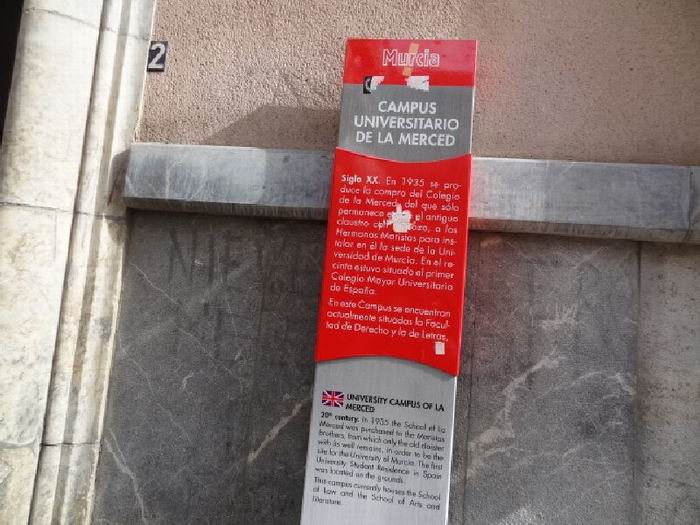 2
Murcia
CAMPUS
UNIVERSITARIO
DE LA MERCED
Siglo XX. En 1935 se pro-
duce la compra del Colegio
de la Merced, del que sólo
permanece el antiguo
claustro a los
Hermanos Maristas para ins-
talar en él la sede de la Uni-
versidad de Murcia. En el re-
cinto estuvo situado el primer
Colegio Mayor Universitario
de España.
En este Campus se encuentran
actualmente situadas la Facul-
tad de Derecho y la de Letras.
UNIVERSITY CAMPUS OF LA
MERCED
20th century. In 1935 the School of La
Merced was purchased to the Maristas
Brothers, from which only the old cloister
with its well remains, in order to be the
site for the University of Murcia. The first
University Student Residence in Spain
was located on the grounds.
This campus currently houses the School
of Law and the School of Arts and
Literature.